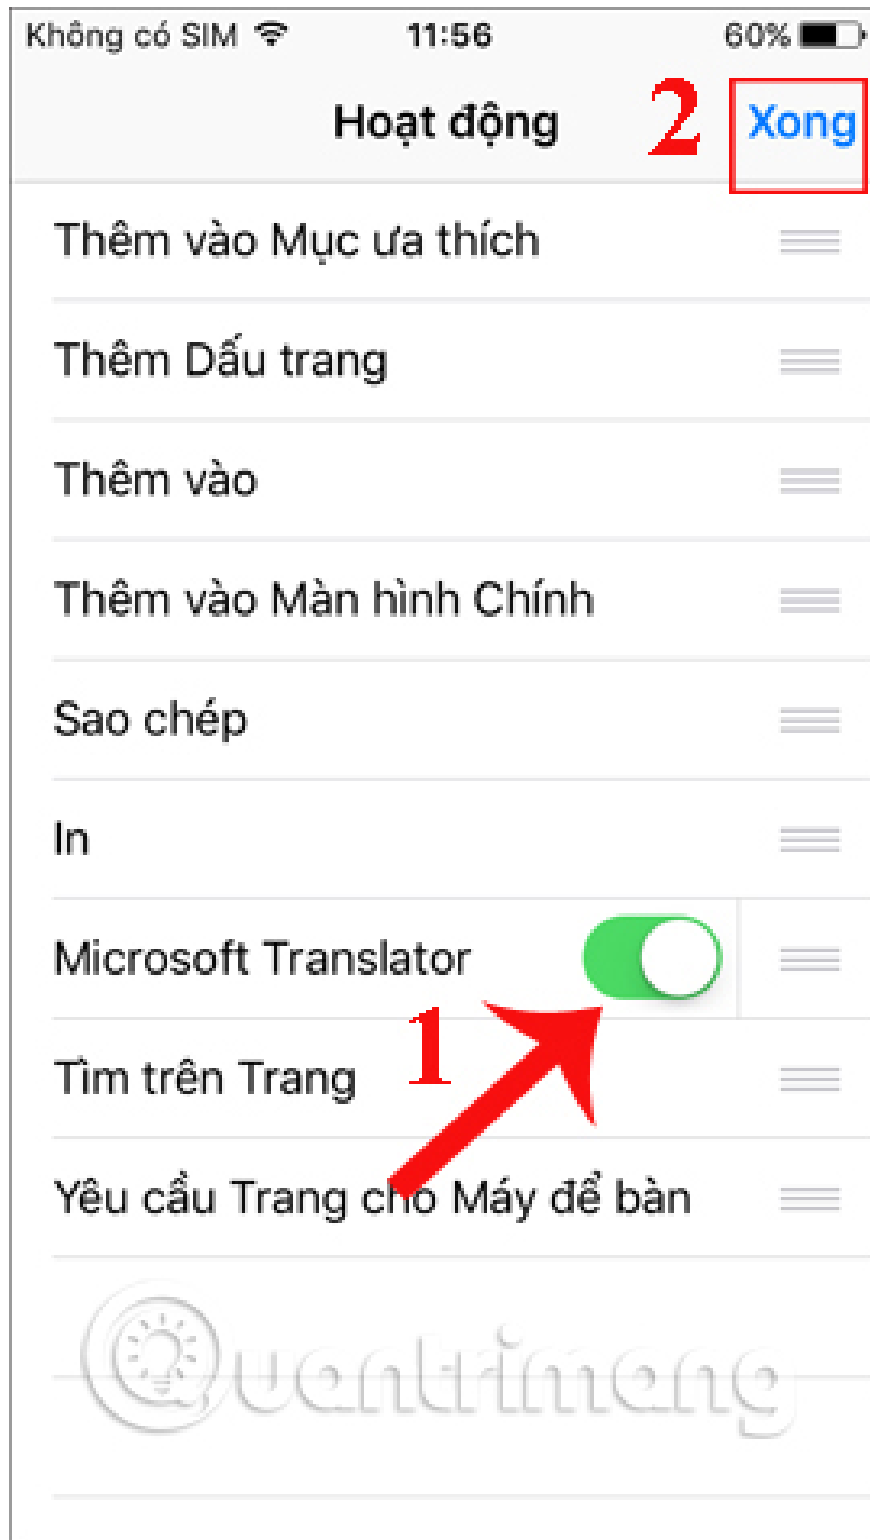 Không có SIM 11:56 60%
Hoạt động 2 Xong
Thêm vào Mục ưa thích
Thêm Dấu trang
Thêm vào
Thêm vào Màn hình Chính
Sao chép
In
Microsoft Translator
1
Tìm trên Trang
Yêu cầu Trang cho Máy để bàn
Quantrimang